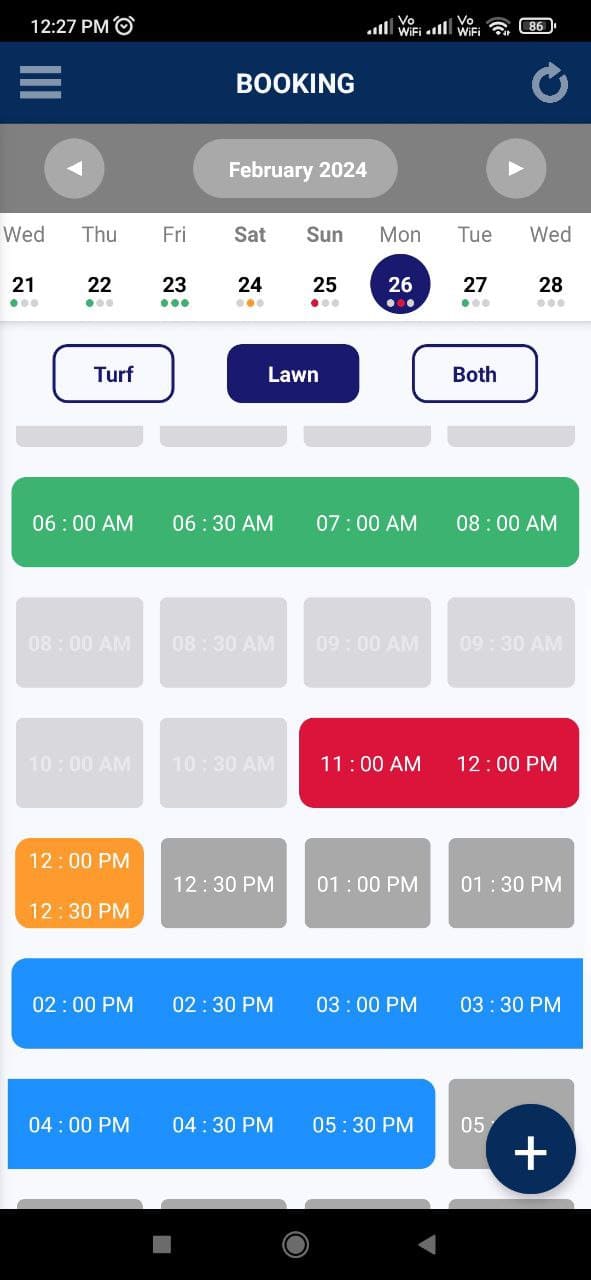 12:27 PM
Vo WiFi Vo WiFi 86
BOOKING
February 2024
Wed Thu Fri Sat Sun Mon Tue Wed
21 22 23 24 25 26 27 28
Turf Lawn Both
06 : 00 AM 06 : 30 AM 07 : 00 AM 08 : 00 AM
08 : 00 AM 08 : 30 AM 09 : 00 AM 09 : 30 AM
10 : 00 AM 10 : 30 AM 11 : 00 AM 12 : 00 PM
12 : 00 PM
12 : 30 PM 12 : 30 PM 01 : 00 PM 01 : 30 PM
02 : 00 PM 02 : 30 PM 03 : 00 PM 03 : 30 PM
04 : 00 PM 04 : 30 PM 05 : 30 PM 05 :